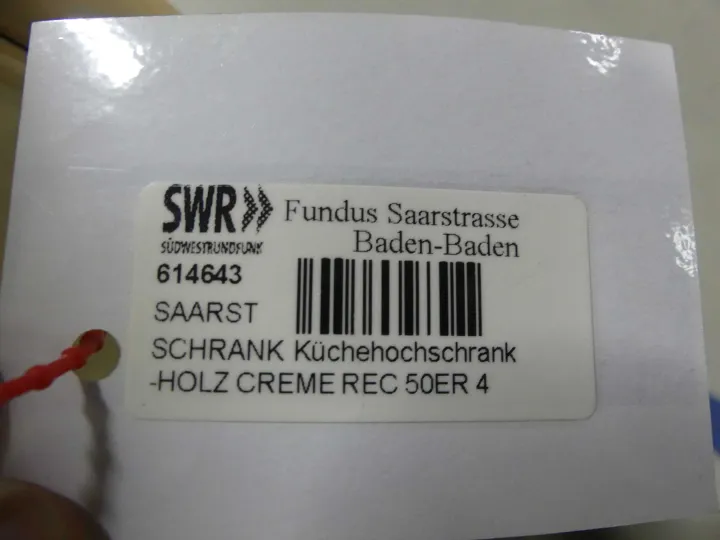 SWR» Fundus Saarstrasse
SÜDWESTRUNDFUNK Baden-Baden
614643
SAARST
SCHRANK Küchehochschrank
-HOLZ CREME REC 50ER 4